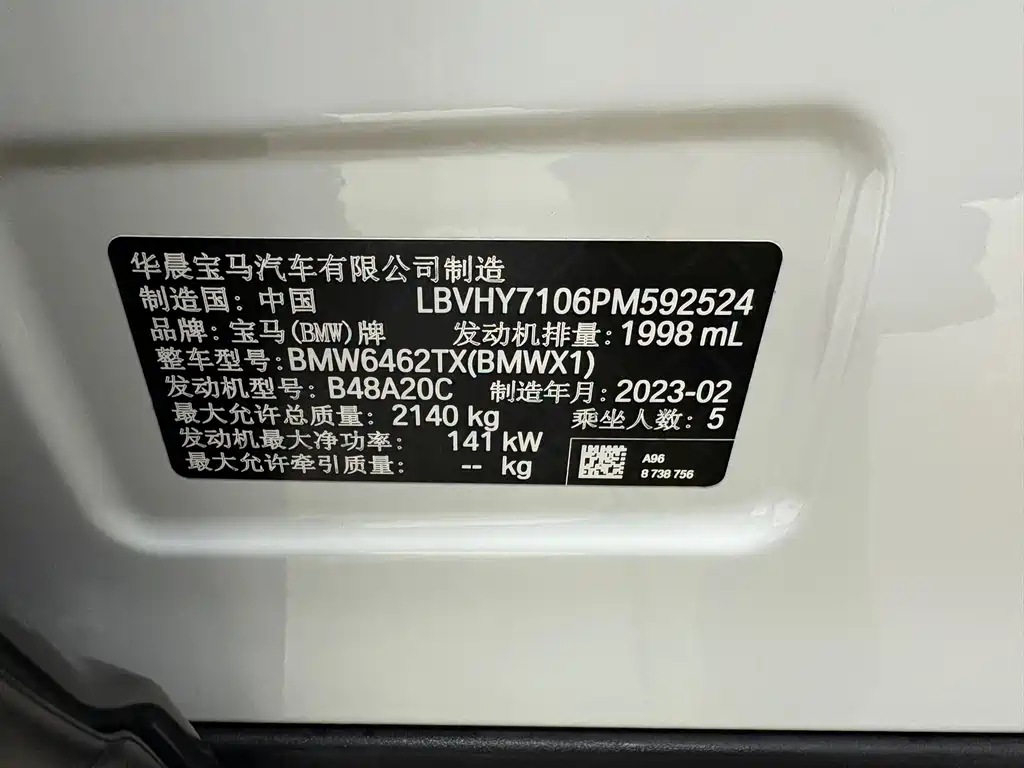 华晨宝马汽车有限公司制造
制造国：中国 LBVHY7106PM592524
品牌：宝马(BMW)牌 发动机排量：1998 mL
整车型号：BMW6462TX(BMWX1)
发动机型号：B48A20C 制造年月：2023-02
最大允许总质量：2140 kg 乘坐人数：5
发动机最大净功率：141 kW
最大允许牵引质量：-- kg
A96
8 738 756